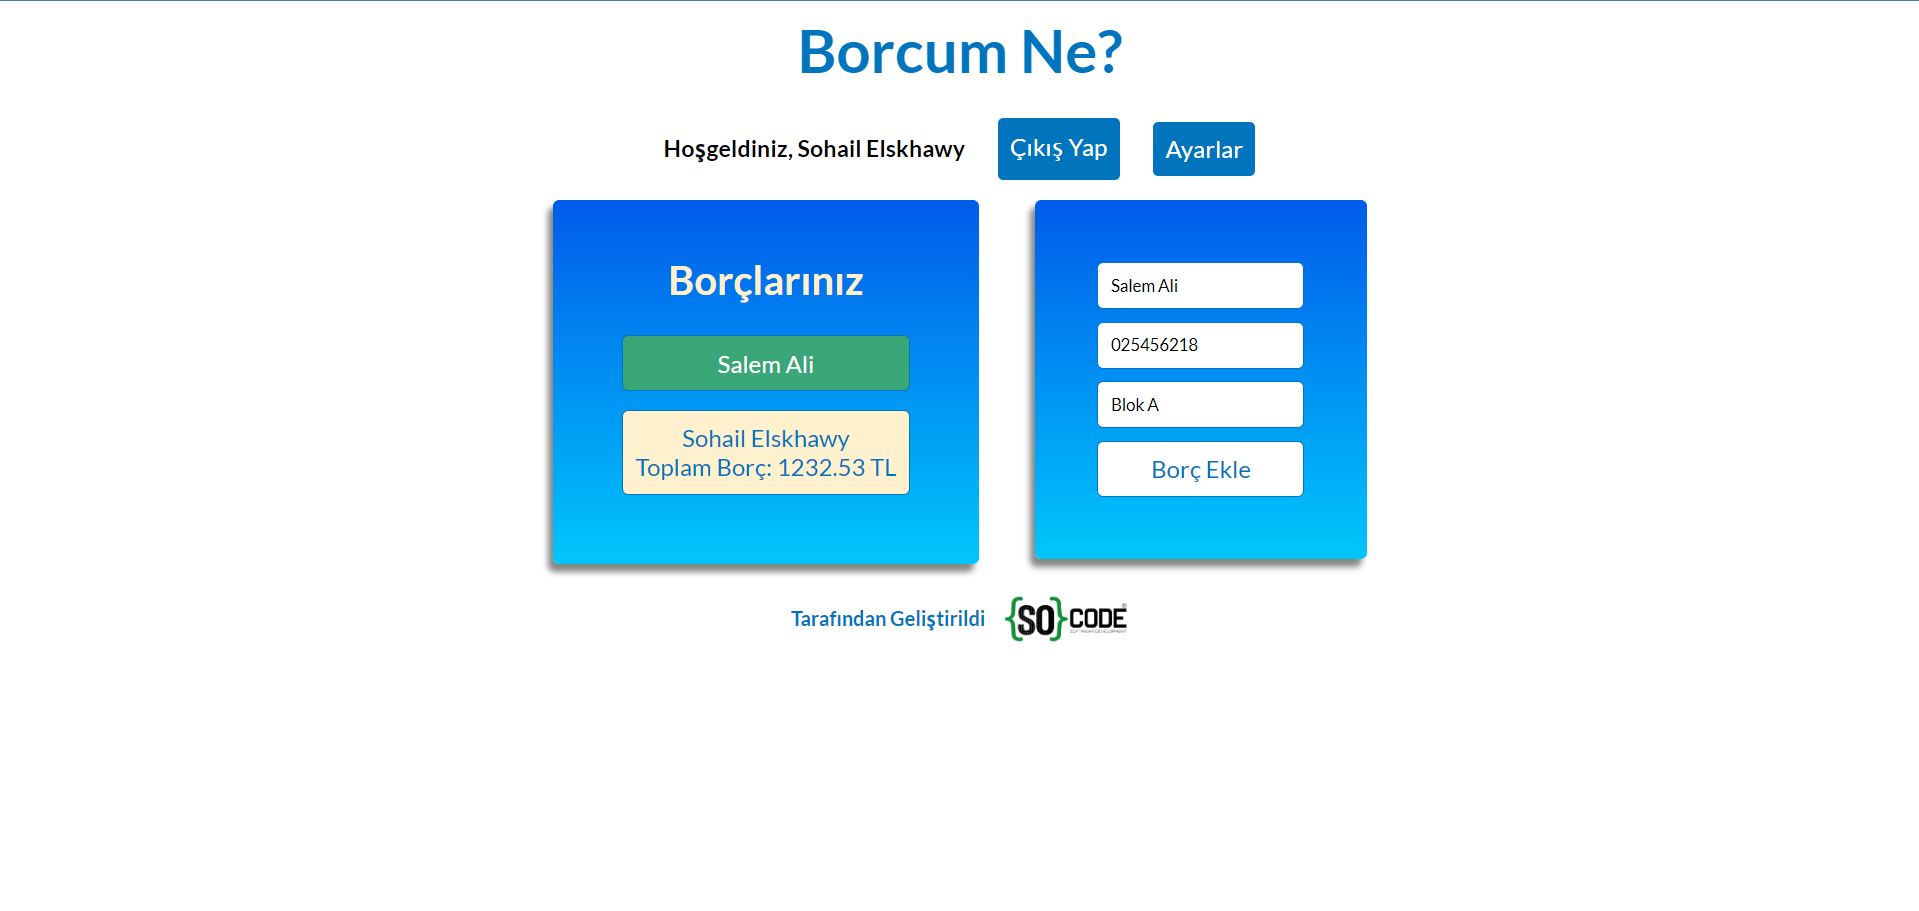 Borcum Ne?
Hoşgeldiniz, Sohail Elskhawy
Çıkış Yap
Ayarlar
Borçlarınız
Salem Ali
Sohail Elskhawy
Toplam Borç: 1232.53 TL
Salem Ali
025456218
Blok A
Borç Ekle
Tarafından Geliştirildi
{SO}CODE